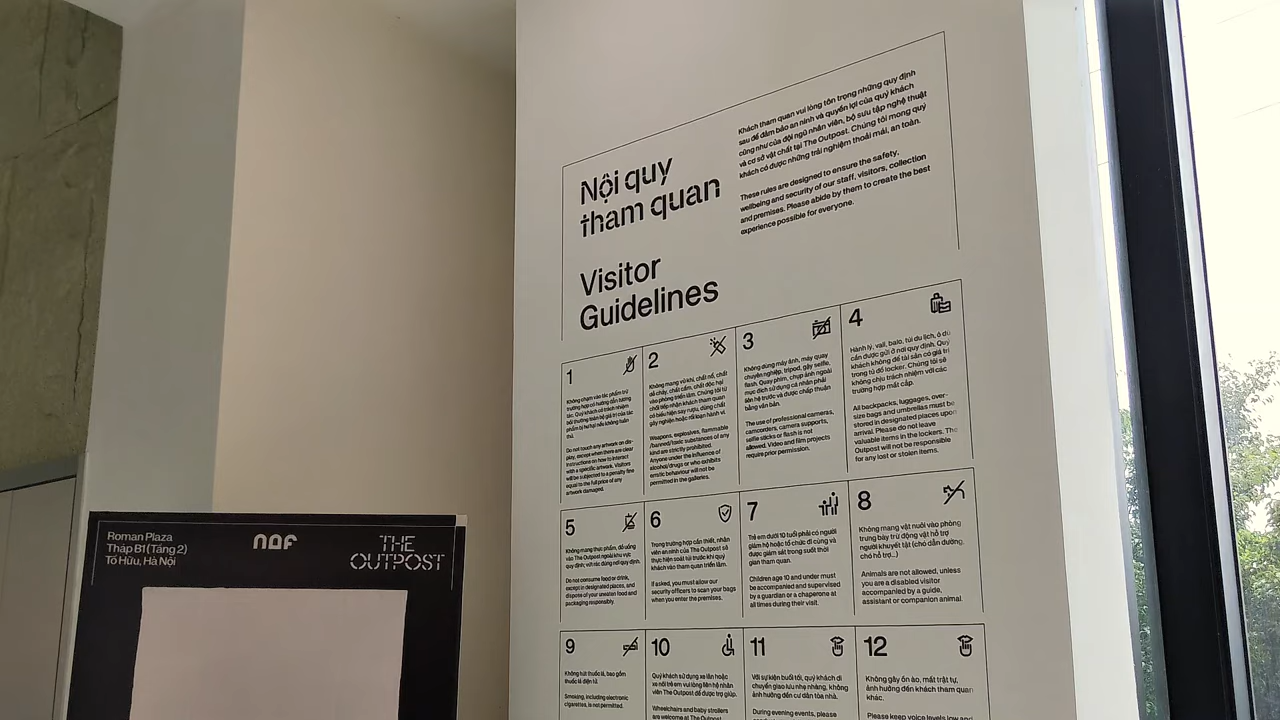 Nội quy
tham quan
Visitor
Guidelines
Khách tham quan vui lòng tôn trọng những quy định
sau để đảm bảo an ninh và quyền lợi của quý khách
cũng như của đội ngũ nhân viên, bộ sưu tập nghệ thuật
và cơ sở vật chất tại The Outpost. Chúng tôi mong quý
khách có được những trải nghiệm thoải mái, an toàn.
These rules are designed to ensure the safety,
wellbeing and security of our staff, visitors, collection
and premises. Please abide by them to create the best
experience possible for everyone.
1
Không chạm vào tác phẩm trừ
trường hợp có hướng dẫn tương
tác. Quý khách có trách nhiệm
bồi thường toàn bộ giá trị của tác
phẩm bị hư hại nếu không tuân
thủ.
Do not touch any artwork on dis-
play, except when there are clear
instructions on how to interact
with a specific artwork. Visitors
will be subjected to a penalty fine
equal to the full price of any
artwork damaged.
2
Không mang vũ khí, chất nổ, chất
dễ cháy, chất cấm, chất độc hại
vào phòng triển lãm. Chúng tôi từ
chối tiếp nhận khách tham quan
có biểu hiện say rượu, dùng chất
gây nghiện hoặc rối loạn hành vi.
Weapons, explosives, flammable
/banned/toxic substances of any
kind are strictly prohibited.
Anyone under the influence of
alcohol/drugs or who exhibits
erratic behaviour will not be
permitted in the galleries.
3
Không dùng máy ảnh, máy quay
chuyên nghiệp, tripod, gậy selfie,
flash. Quay phim, chụp ảnh ngoài
mục đích sử dụng cá nhân phải
liên hệ trước và được chấp thuận
bằng văn bản.
The use of professional cameras,
camcorders, camera supports,
selfie sticks or flash is not
allowed. Video and film projects
require prior permission.
4
Hành lý, vali, balo, túi du lịch, ô dù
cần được gửi ở nơi quy định. Quý
khách không để tài sản có giá trị
trong tủ đồ locker. Chúng tôi sẽ
không chịu trách nhiệm với các
trường hợp mất cắp.
All backpacks, luggages, over-
size bags and umbrellas must be
stored in designated places upon
arrival. Please do not leave
valuable items in the lockers. The
Outpost will not be responsible
for any lost or stolen items.
5
Không mang thực phẩm, đồ uống
vào The Outpost ngoài khu vực
quy định; vứt rác đúng nơi quy định.
Do not consume food or drink,
except in designated places, and
dispose of your uneaten food and
packaging responsibly.
6
Trong trường hợp cần thiết, nhân
viên an ninh của The Outpost sẽ
thực hiện soát túi trước khi quý
khách vào tham quan triển lãm.
If asked, you must allow our
security officers to scan your bags
when you enter the premises.
7
Trẻ em dưới 10 tuổi phải có người
giám hộ hoặc tổ chức đi cùng và
được giám sát trong suốt thời
gian tham quan.
Children age 10 and under must
be accompanied and supervised
by a guardian or a chaperone at
all times during their visit.
8
Không mang vật nuôi vào phòng
trưng bày trừ động vật hỗ trợ
người khuyết tật (chó dẫn đường,
chó hỗ trợ...)
Animals are not allowed, unless
you are a disabled visitor
accompanied by a guide,
assistant or companion animal.
9
Không hút thuốc lá, bao gồm
thuốc lá điện tử.
Smoking, including electronic
cigarettes, is not permitted.
10
Quý khách sử dụng xe lăn hoặc
xe nôi trẻ em vui lòng liên hệ nhân
viên The Outpost để được trợ giúp.
Wheelchairs and baby strollers
are welcome at The Outpost.
11
Với sự kiện buổi tối, quý khách di
chuyển giao lưu nhẹ nhàng, không
ảnh hưởng đến cư dân tòa nhà.
During evening events, please
12
Không gây ồn ào, mất trật tự,
ảnh hưởng đến khách tham quan
khác.
Please keep voice levels low and
Roman Plaza
Tháp B1 (Tầng 2)
Tố Hữu, Hà Nội
naf
THE
OUTPOST